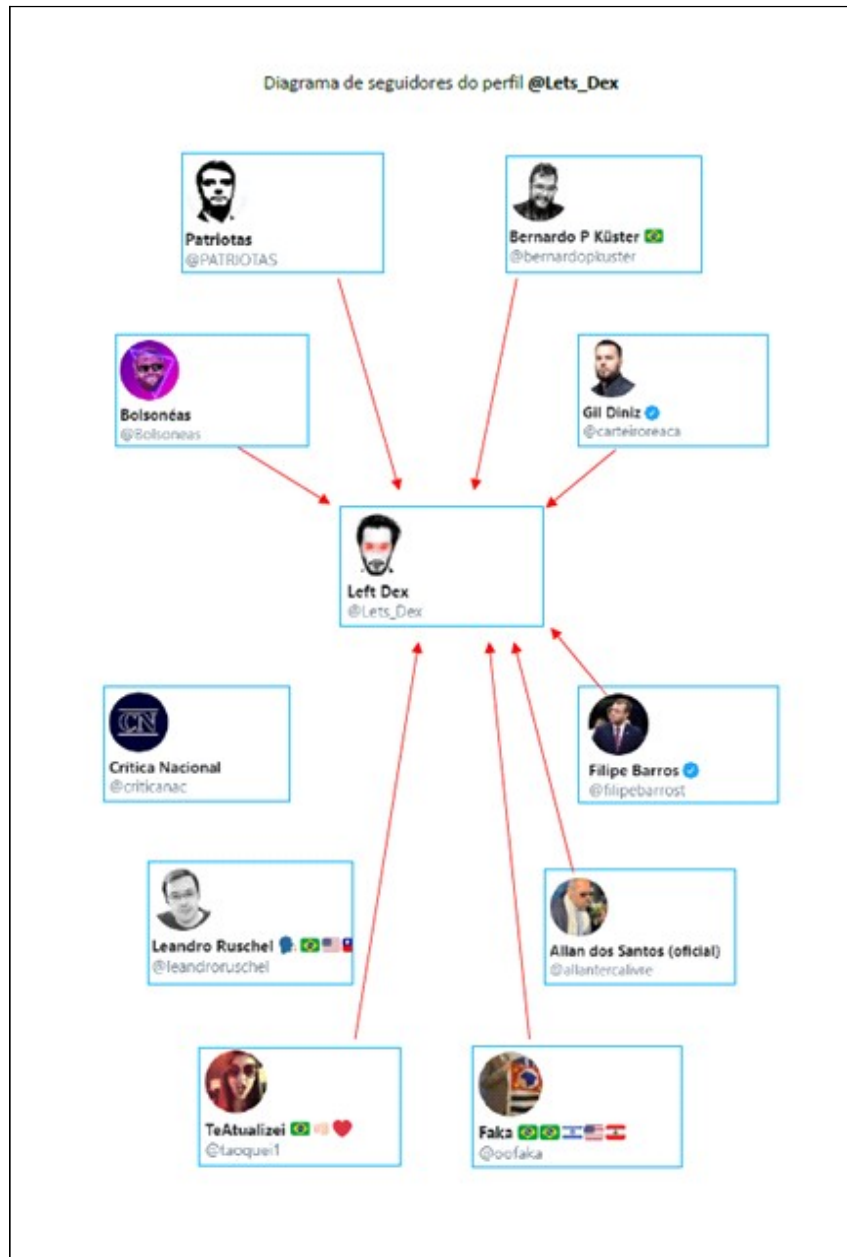 Diagrama de seguidores do perfil @Lets_Dex
Patriotas
@PATRIOTAS
Bernardo P Küster
@bernardopkuster
Bolsonéas
@Bolsoneas
Gil Diniz
@carteiroreaca
Left Dex
@Lets_Dex
CN
Crítica Nacional
@criticanac
Filipe Barros
@filipebarrost
Leandro Ruschel
@leandroruschel
Allan dos Santos (oficial)
@allantercalivre
TeAtualizei
@taoquei1
Faka
@oofaka